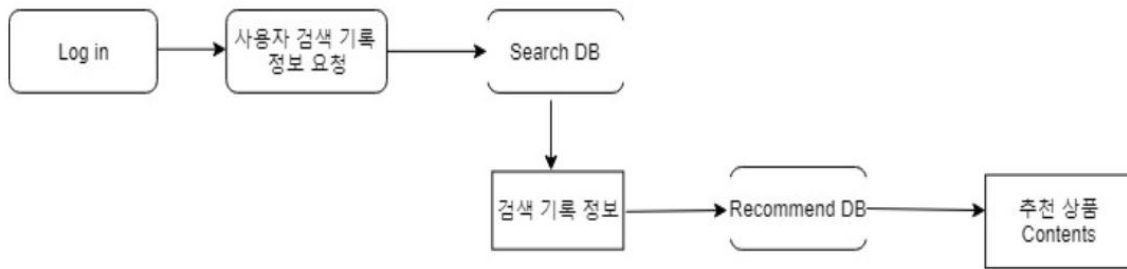 Log in
사용자 검색 기록
정보 요청
Search DB
검색 기록 정보
Recommend DB
추천 상품
Contents